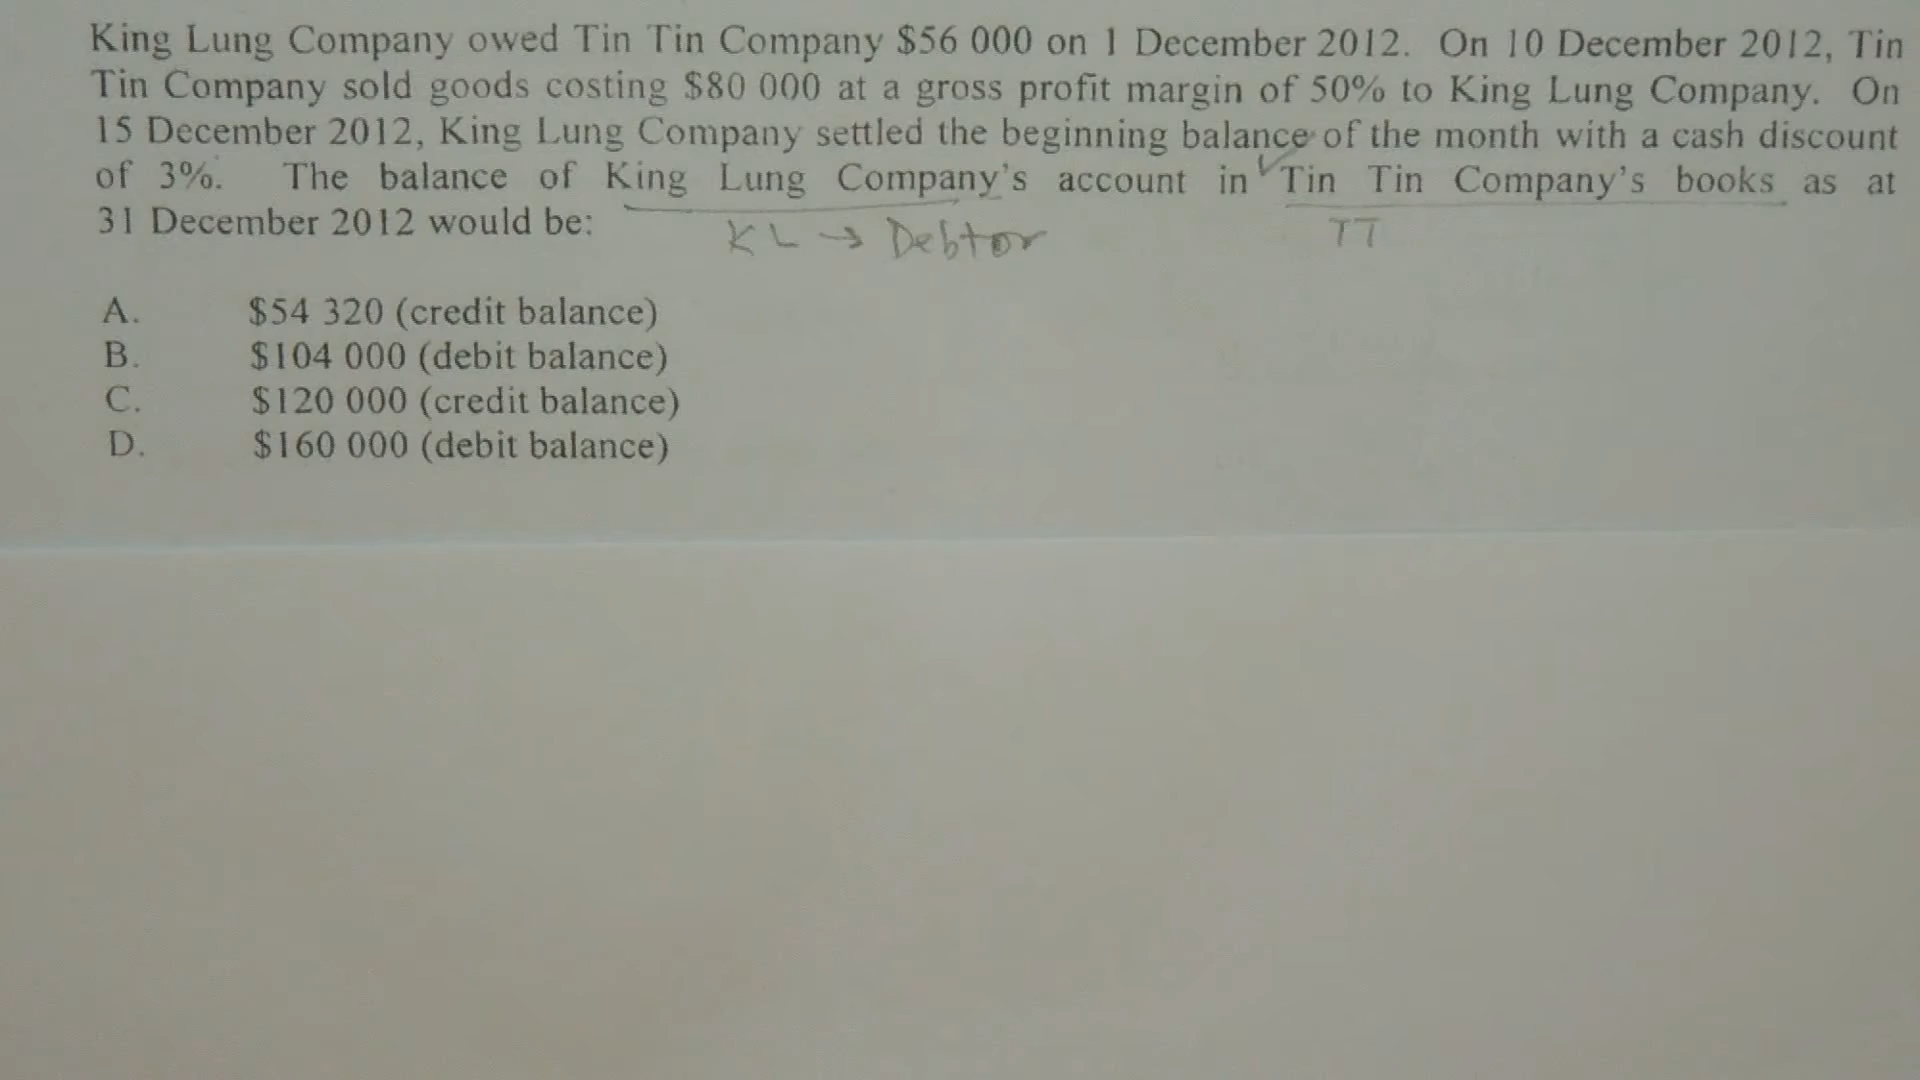 King Lung Company owed Tin Tin Company $56 000 on 1 December 2012. On 10 December 2012, Tin
Tin Company sold goods costing $80 000 at a gross profit margin of 50% to King Lung Company. On
15 December 2012, King Lung Company settled the beginning balance of the month with a cash discount
of 3%. The balance of King Lung Company's account in Tin Tin Company's books as at
31 December 2012 would be:
KL → Debtor TT
A. $54 320 (credit balance)
B. $104 000 (debit balance)
C. $120 000 (credit balance)
D. $160 000 (debit balance)